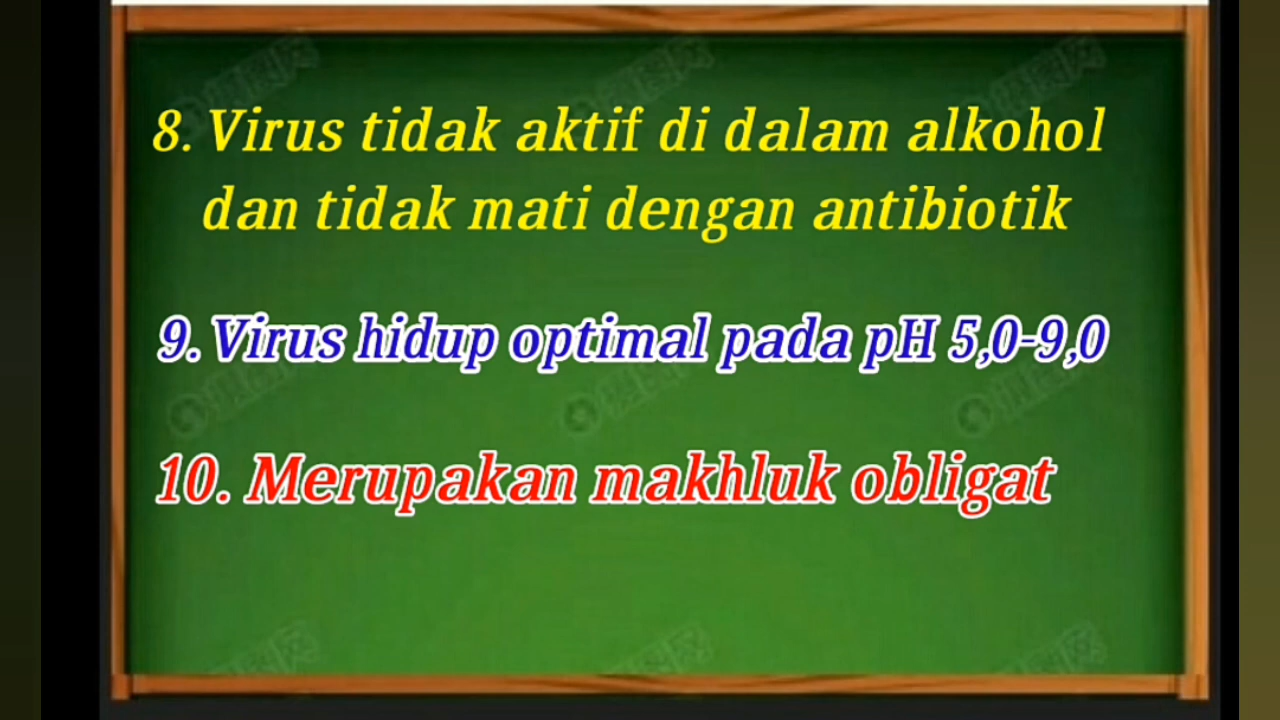 8. Virus tidak aktif di dalam alkohol
dan tidak mati dengan antibiotik
9. Virus hidup optimal pada pH 5,0-9,0
10. Merupakan makhluk obligat